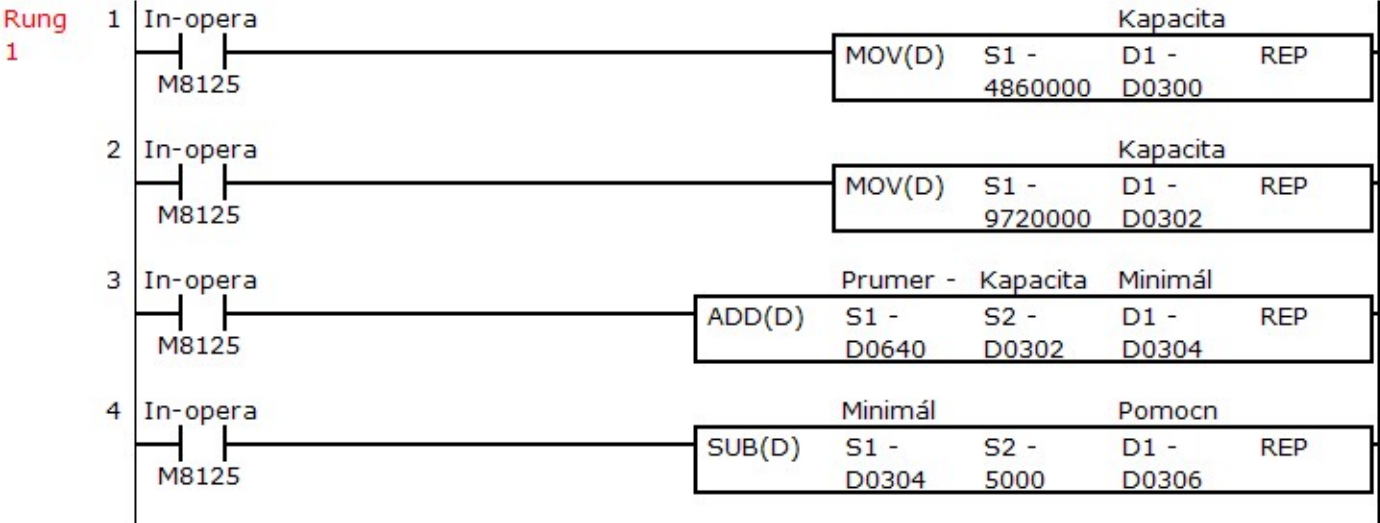 Rung 1 In-opera Kapacita
1 MOV(D) S1 - D1 - REP
M8125 4860000 D0300
2 In-opera Kapacita
MOV(D) S1 - D1 - REP
M8125 9720000 D0302
3 In-opera Prumer - Kapacita Minimál
ADD(D) S1 - S2 - D1 - REP
M8125 D0640 D0302 D0304
4 In-opera Minimál Pomocn
SUB(D) S1 - S2 - D1 - REP
M8125 D0304 5000 D0306